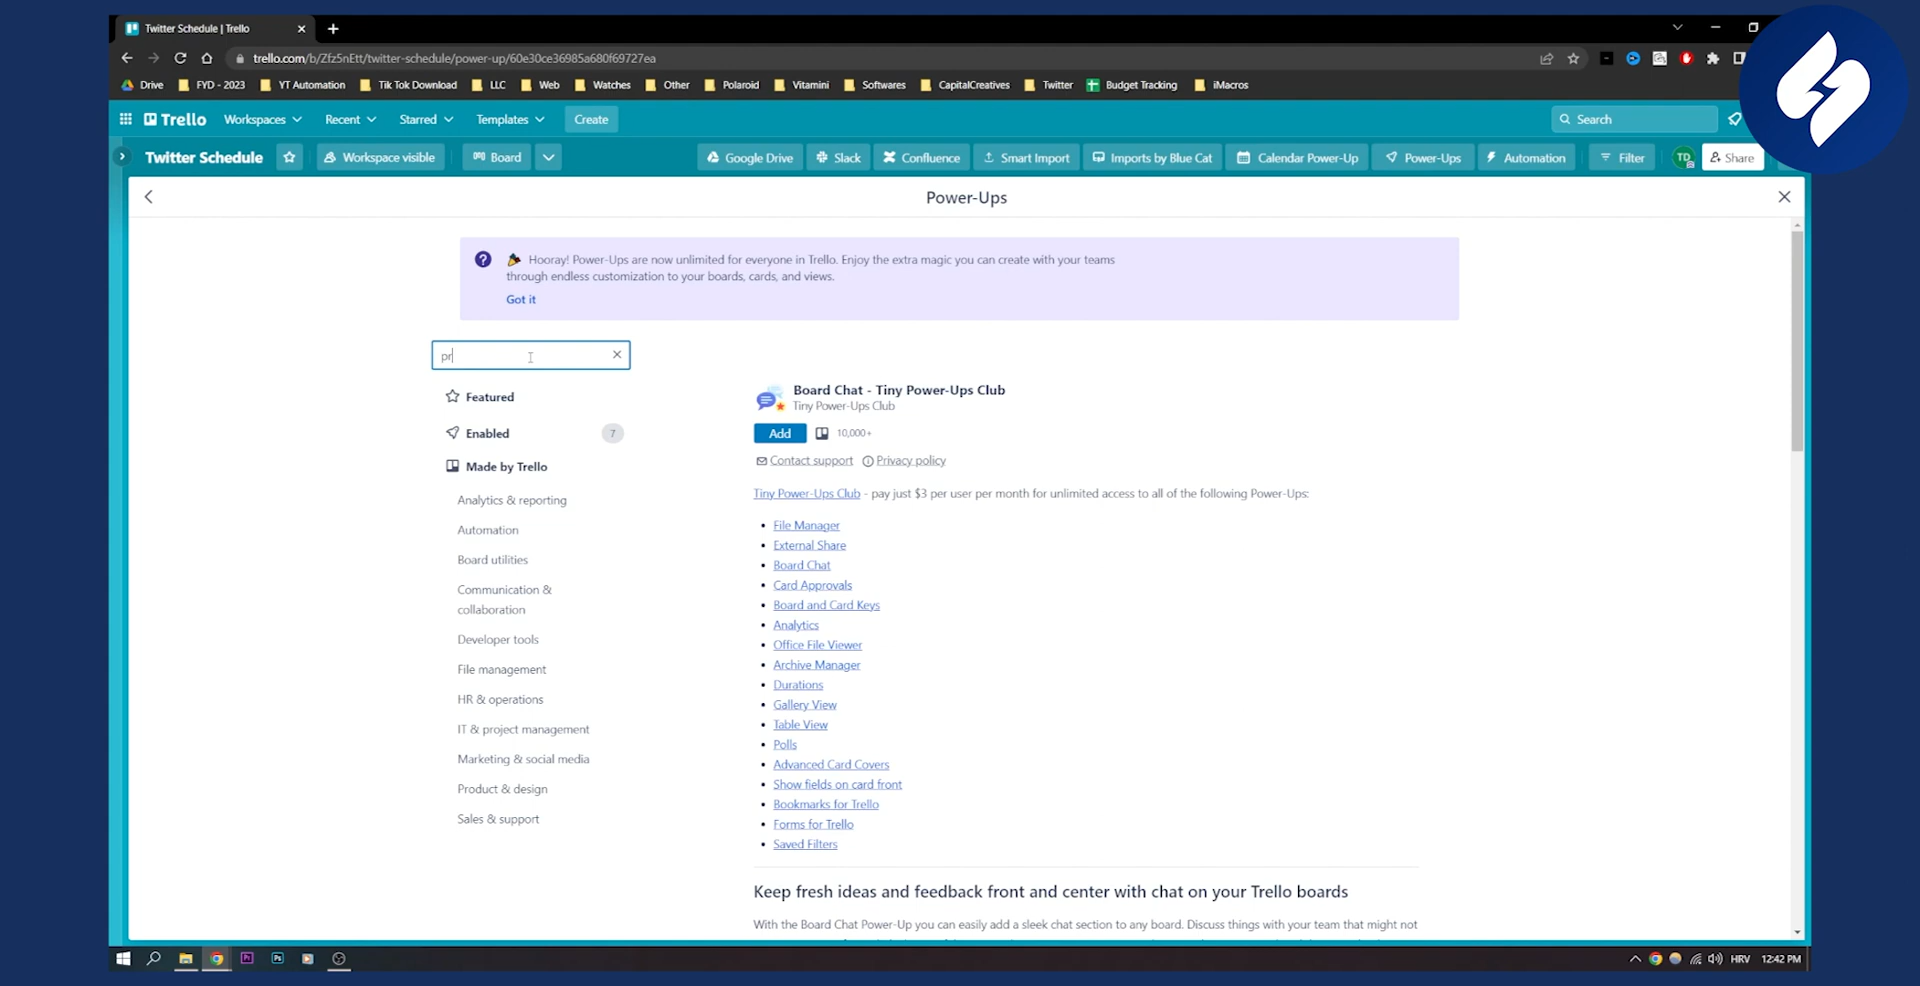 Twitter Schedule | Trello
trello.com/b/Zfz5nEtt/twitter-schedule/power-up/60e30ce36985a680f69727ea
Drive FYD - 2023 YT Automation Tik Tok Download LLC Web Watches Other Polaroid Vitamini Softwares CapitalCreatives Twitter Budget Tracking iMacros
Trello Workspaces Recent Starred Templates Create Search
Twitter Schedule Workspace visible Board Google Drive Slack Confluence Smart Import Imports by Blue Cat Calendar Power-Up Power-Ups Automation Filter TD Share
Power-Ups
Hooray! Power-Ups are now unlimited for everyone in Trello. Enjoy the extra magic you can create with your teams
through endless customization to your boards, cards, and views.
Got it
pr
Featured
Enabled 7
Made by Trello
Analytics & reporting
Automation
Board utilities
Communication &
collaboration
Developer tools
File management
HR & operations
IT & project management
Marketing & social media
Product & design
Sales & support
Board Chat - Tiny Power-Ups Club
Tiny Power-Ups Club
Add 10,000+
Contact support Privacy policy
Tiny Power-Ups Club - pay just $3 per user per month for unlimited access to all of the following Power-Ups:
• File Manager
• External Share
• Board Chat
• Card Approvals
• Board and Card Keys
• Analytics
• Office File Viewer
• Archive Manager
• Durations
• Gallery View
• Table View
• Polls
• Advanced Card Covers
• Show fields on card front
• Bookmarks for Trello
• Forms for Trello
• Saved Filters
Keep fresh ideas and feedback front and center with chat on your Trello boards
With the Board Chat Power-Up you can easily add a sleek chat section to any board. Discuss things with your team that might not
HRV 12:42 PM